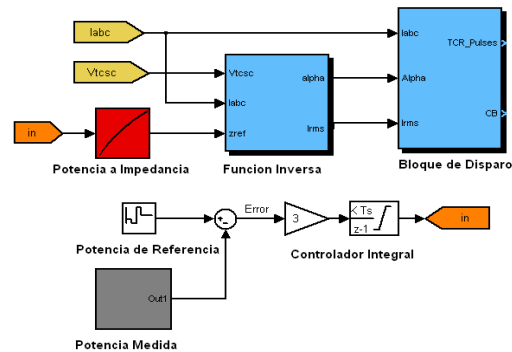 Iabc
Vtcsc
in
Potencia a Impedancia
Vtcsc
Iabc
zref
alpha
Irms
Funcion Inversa
Iabc
Alpha
Irms
TCR_Pulses
CB
Bloque de Disparo
Potencia de Referencia
Error
3
K Ts
z-1
Controlador Integral
in
Out1
Potencia Medida